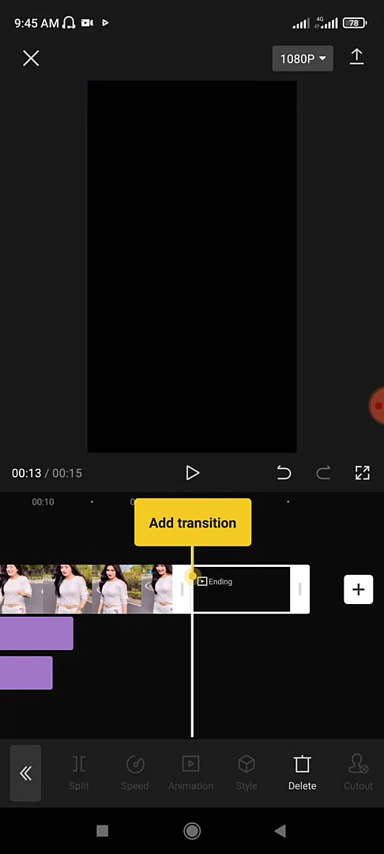 9:45 AM
4G
78
1080P
00:13 / 00:15
00:10
Add transition
Ending
Split
Speed
Animation
Style
Delete
Cutout